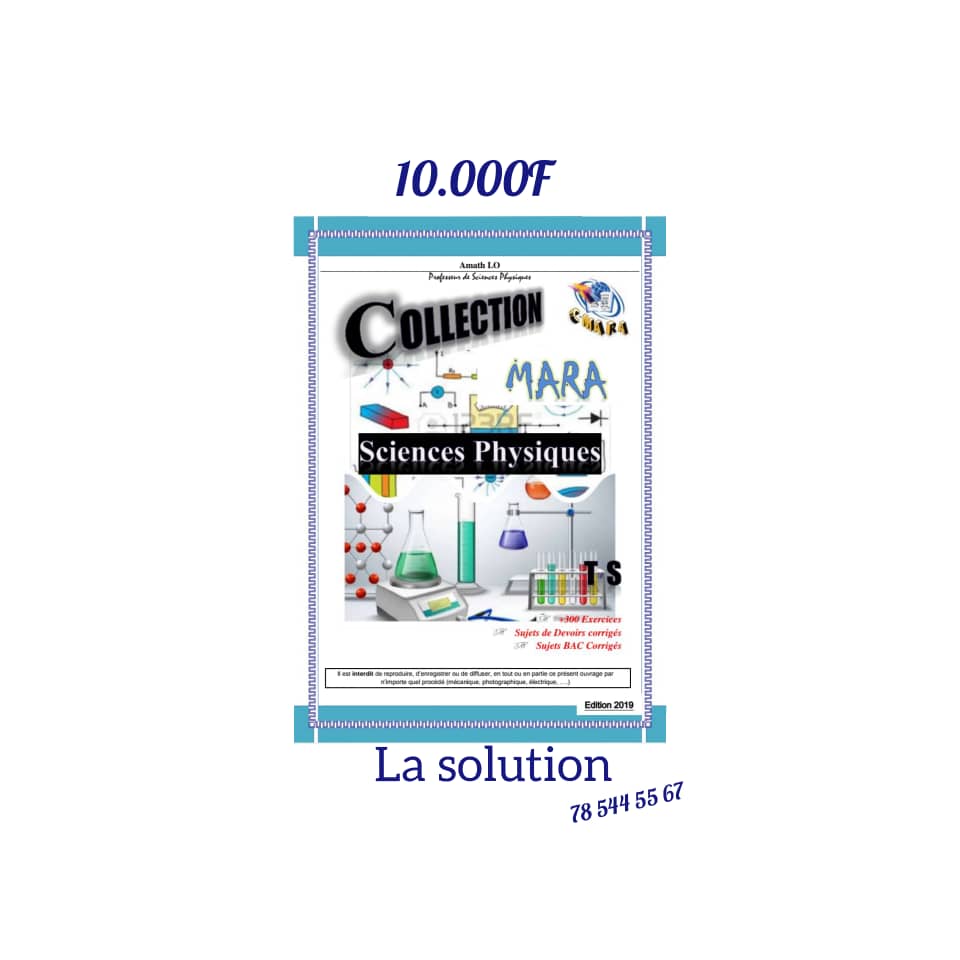 10.000F
Amath LO
Professeur de Sciences Physiques
COLLECTION
C-MARA
MARA
A B
123RF
Sciences Physiques
T S
+300 Exercices
Sujets de Devoirs corrigés
Sujets BAC Corrigés
Il est interdit de reproduire, d'enregistrer ou de diffuser, en tout ou en partie ce présent ouvrage par
n'importe quel procédé (mécanique, photographique, électrique, ....)
Edition 2019
La solution
78 544 55 67